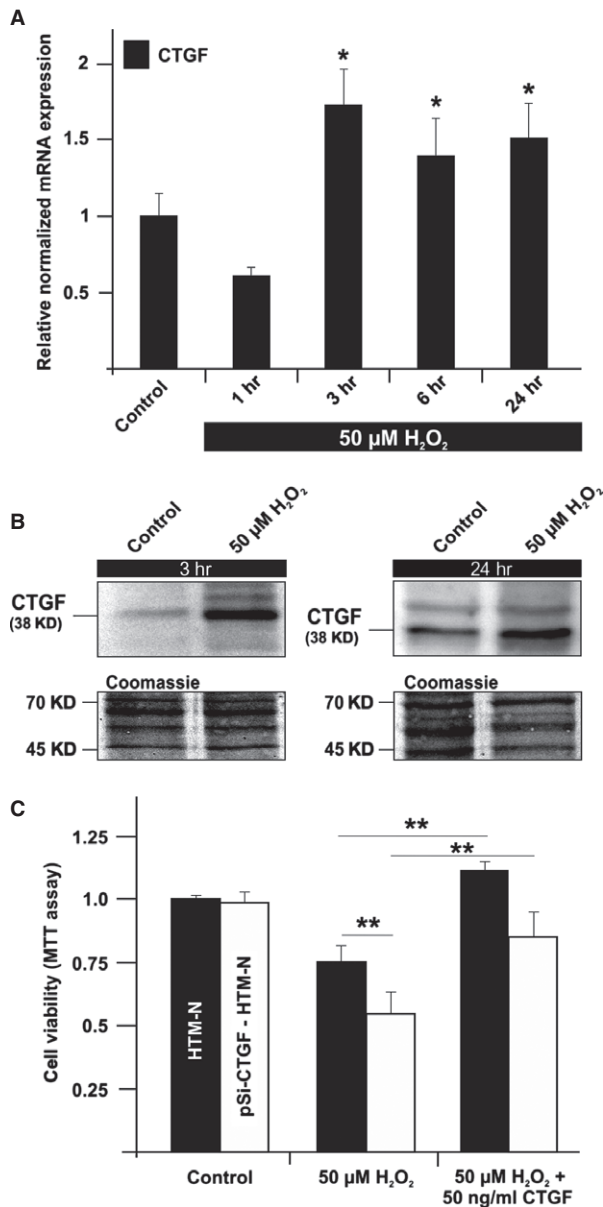 A
CTGF
Relative normalized mRNA expression
2
*
*
*
1.5
1
0.5
Control
1 hr
3 hr
6 hr
24 hr
50 µM H₂O₂
B
Control
50 µM H₂O₂
Control
50 µM H₂O₂
3 hr
24 hr
CTGF
(38 KD)
CTGF
(38 KD)
Coomassie
Coomassie
70 KD
70 KD
45 KD
45 KD
C
Cell viability (MTT assay)
1.25
1.0
0.75
0.5
0.25
**
**
**
HTM-N
pSi-CTGF - HTM-N
Control
50 µM H₂O₂
50 µM H₂O₂ +
50 ng/ml CTGF